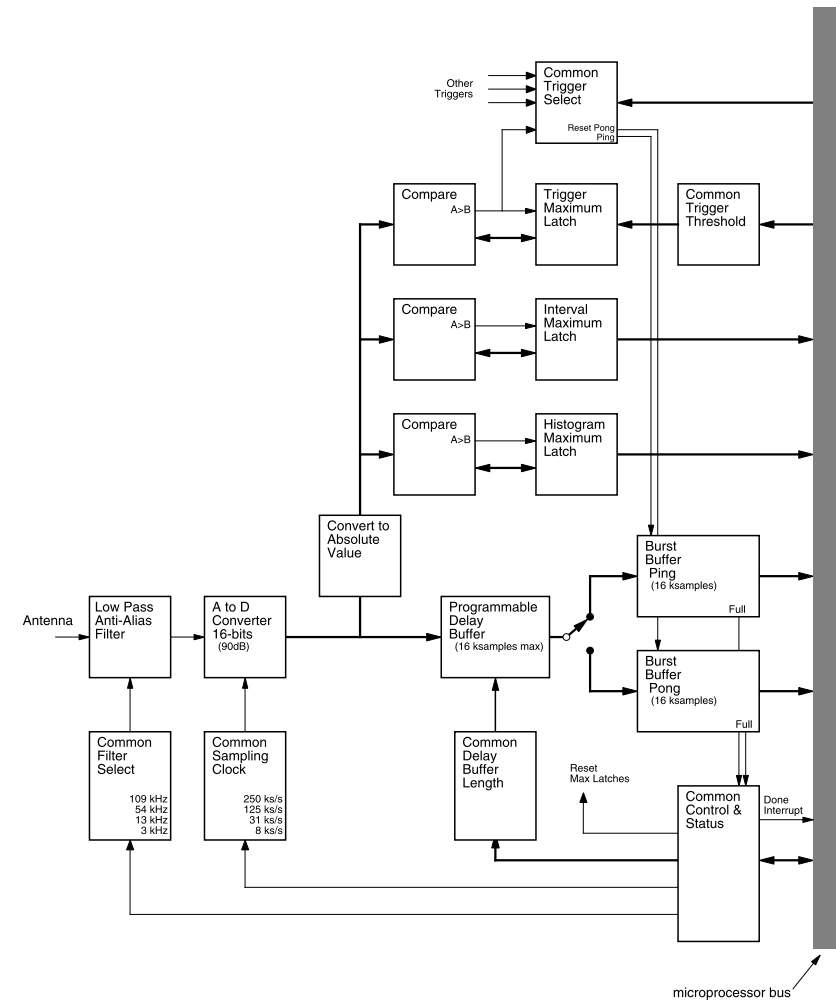 Common
Trigger
Select
Other
Triggers
Reset Pong
Ping
Compare
A>B
Trigger
Maximum
Latch
Common
Trigger
Threshold
Compare
A>B
Interval
Maximum
Latch
Compare
A>B
Histogram
Maximum
Latch
Convert to
Absolute
Value
Burst
Buffer
Ping
(16 ksamples)
Full
Antenna
Low Pass
Anti-Alias
Filter
A to D
Converter
16-bits
(90dB)
Programmable
Delay
Buffer
(16 ksamples max)
Burst
Buffer
Pong
(16 ksamples)
Full
Common
Filter
Select
109 kHz
54 kHz
13 kHz
3 kHz
Common
Sampling
Clock
250 ks/s
125 ks/s
31 ks/s
8 ks/s
Common
Delay
Buffer
Length
Reset
Max Latches
Common
Control &
Status
Done
Interrupt
microprocessor bus